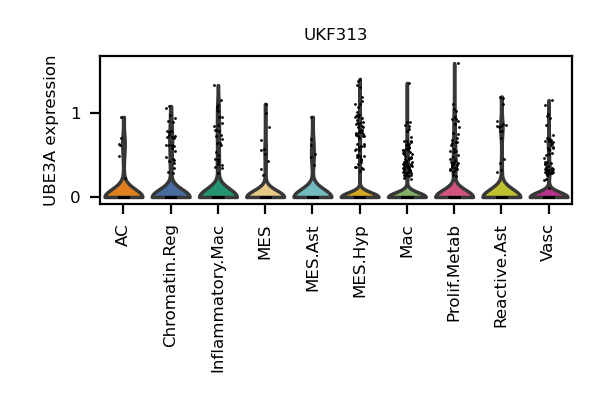 UKF313
UBE3A expression
1
0
AC
Chromatin.Reg
Inflammatory.Mac
MES
MES.Ast
MES.Hyp
Mac
Prolif.Metab
Reactive.Ast
Vasc